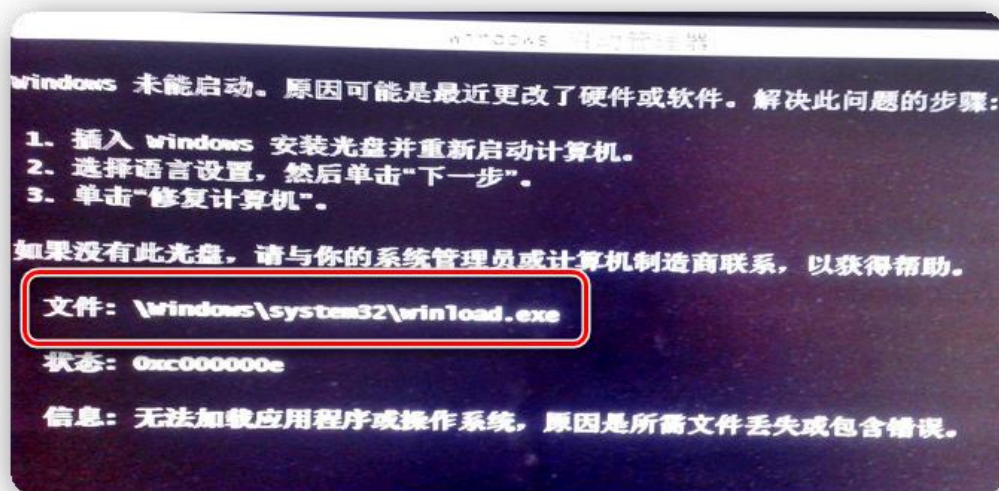 Windows 启动管理器
Windows 未能启动。原因可能是最近更改了硬件或软件。解决此问题的步骤:
1. 插入 Windows 安装光盘并重新启动计算机。
2. 选择语言设置，然后单击“下一步”。
3. 单击“修复计算机”。
如果没有此光盘，请与你的系统管理员或计算机制造商联系，以获得帮助。
文件: \Windows\system32\winload.exe
状态: 0xc000000e
信息: 无法加载应用程序或操作系统，原因是所需文件丢失或包含错误。